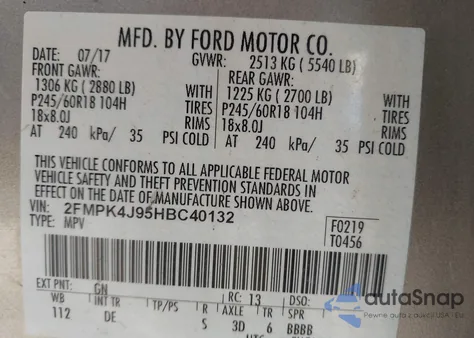 MFD. BY FORD MOTOR CO.
DATE: 07/17 GVWR: 2513 KG ( 5540 LB)
FRONT GAWR: REAR GAWR:
1306 KG ( 2880 LB) WITH 1225 KG ( 2700 LB) WITH
P245/60R18 104H TIRES P245/60R18 104H TIRES
18x8.0J RIMS 18x8.0J RIMS
AT 240 kPa/ 35 PSI COLD AT 240 kPa/ 35 PSI COLD
THIS VEHICLE CONFORMS TO ALL APPLICABLE FEDERAL MOTOR
VEHICLE SAFETY AND THEFT PREVENTION STANDARDS IN
EFFECT ON THE DATE OF MANUFACTURE SHOWN ABOVE.
VIN: 2FMPK4J95HBC40132
TYPE: MPV
F0219
T0456
EXT PNT: GN RC: 13 DSO:
WB INT TR TP/PS R AXLE TR SPR
112 DE S 3D 6 BBBB
autoSnap
Pewne auta z aukcji USA i EU